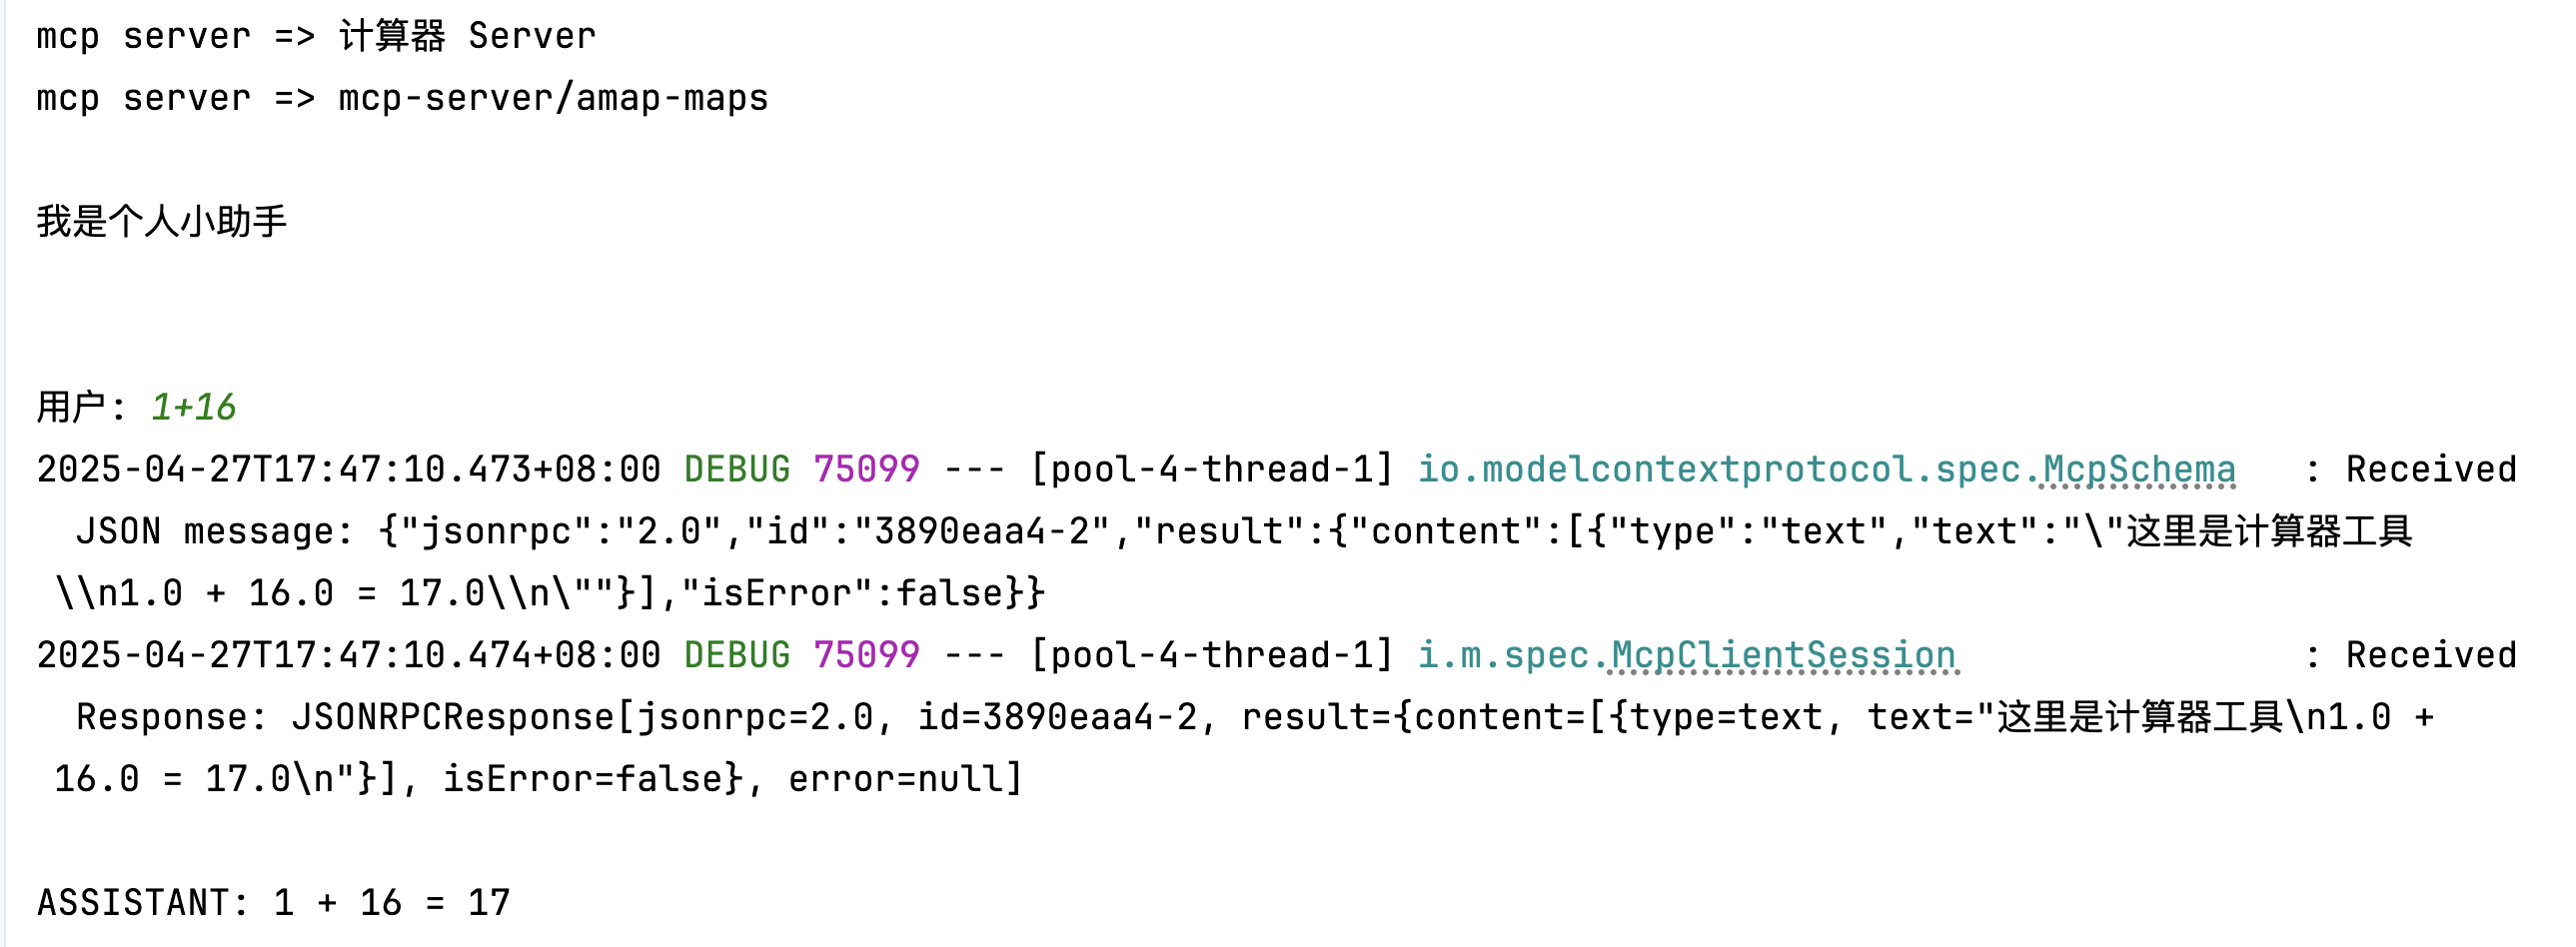 mcp server => 计算器 Server
mcp server => mcp-server/amap-maps
我是个人小助手
用户: 1+16
2025-04-27T17:47:10.473+08:00 DEBUG 75099 --- [pool-4-thread-1] io.modelcontextprotocol.spec.McpSchema   : Received
JSON message: {"jsonrpc":"2.0","id":"3890eaa4-2","result":{"content":[{"type":"text","text":"\"这里是计算器工具
\\n1.0 + 16.0 = 17.0\\n\""}],"isError":false}}
2025-04-27T17:47:10.474+08:00 DEBUG 75099 --- [pool-4-thread-1] i.m.spec.McpClientSession                : Received
Response: JSONRPCResponse[jsonrpc=2.0, id=3890eaa4-2, result={content=[{type=text, text="这里是计算器工具\n1.0 +
16.0 = 17.0\n"}], isError=false}, error=null]
ASSISTANT: 1 + 16 = 17